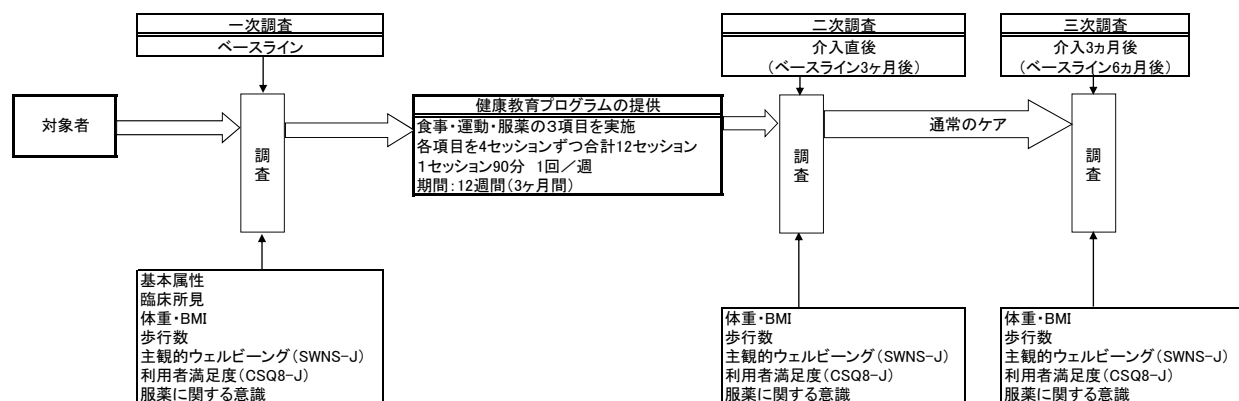 一次調査
ベースライン
二次調査
介入直後
(ベースライン3ヶ月後)
三次調査
介入3ヵ月後
(ベースライン6ヵ月後)
対象者
調査
健康教育プログラムの提供
食事・運動・服薬の3項目を実施
各項目を4セッションずつ合計12セッション
1セッション90分 1回/週
期間:12週間(3ヶ月間)
調査
通常のケア
調査
基本属性
臨床所見
体重・BMI
歩行数
主観的ウェルビーング(SWNS-J)
利用者満足度(CSQ8-J)
服薬に関する意識
体重・BMI
歩行数
主観的ウェルビーング(SWNS-J)
利用者満足度(CSQ8-J)
服薬に関する意識
体重・BMI
歩行数
主観的ウェルビーング(SWNS-J)
利用者満足度(CSQ8-J)
服薬に関する意識